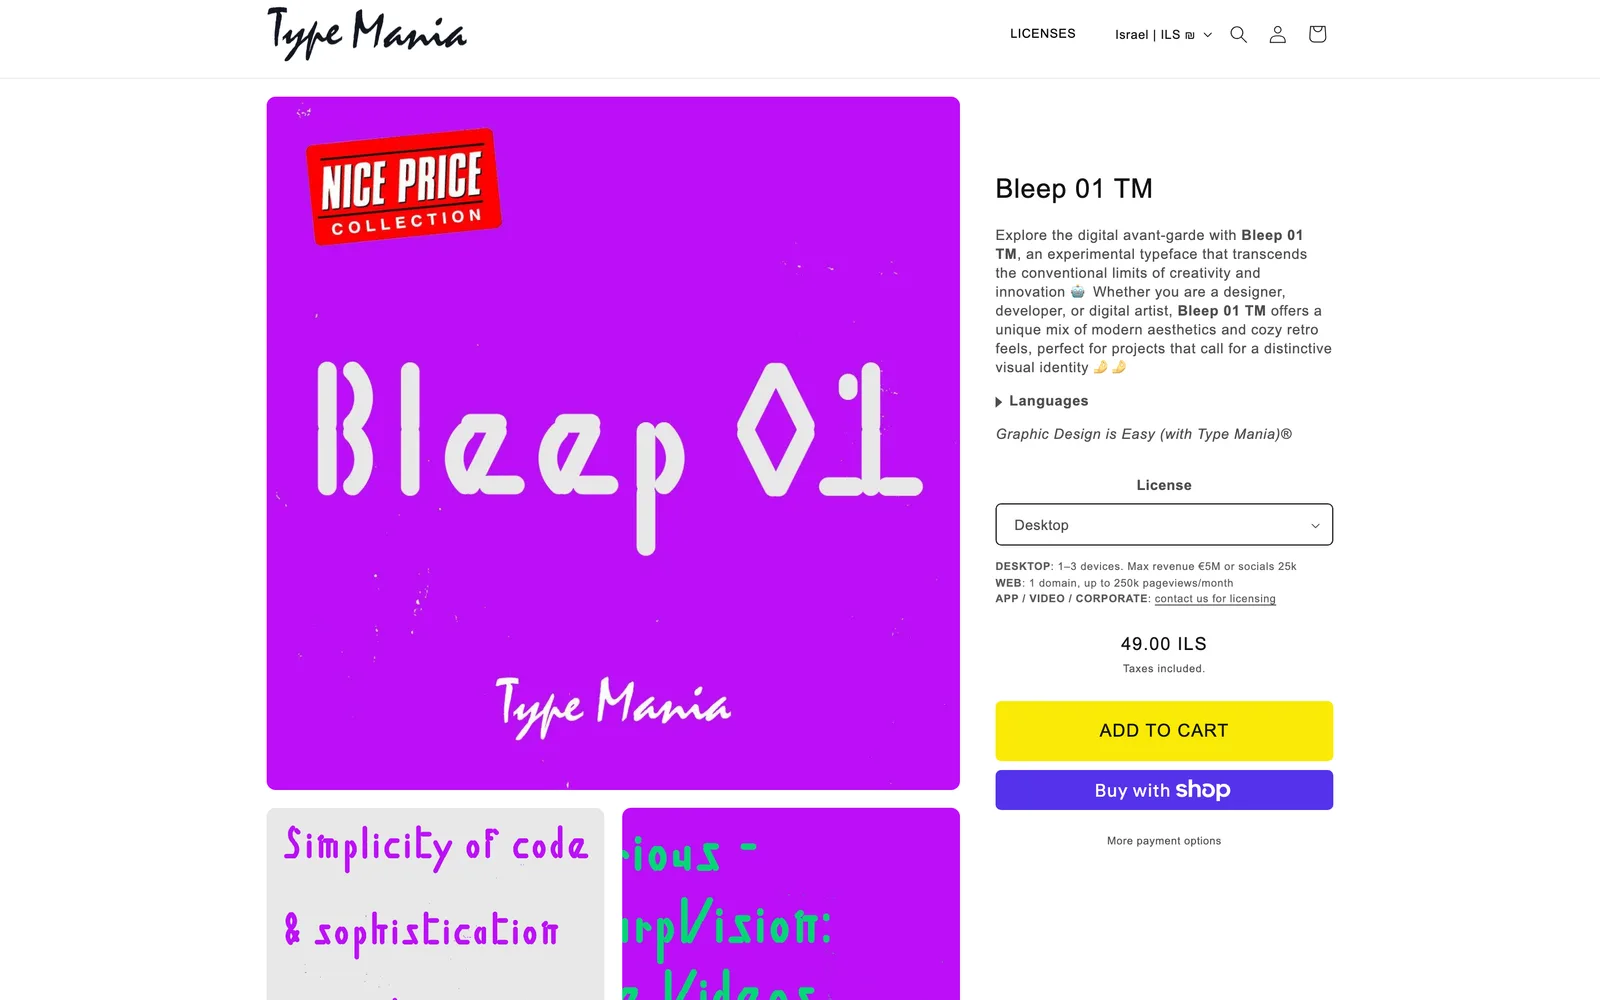 Type Mania
LICENSES
Israel | ILS ₪
NICE PRICE
COLLECTION
Bleep 01
Type Mania
Bleep 01 TM
Explore the digital avant-garde with Bleep 01
TM, an experimental typeface that transcends
the conventional limits of creativity and
innovation 🤖 Whether you are a designer,
developer, or digital artist, Bleep 01 TM offers a
unique mix of modern aesthetics and cozy retro
feels, perfect for projects that call for a distinctive
visual identity 🥟🥟
Languages
Graphic Design is Easy (with Type Mania)®
License
Desktop
DESKTOP: 1–3 devices. Max revenue €5M or socials 25k
WEB: 1 domain, up to 250k pageviews/month
APP / VIDEO / CORPORATE: contact us for licensing
49.00 ILS
Taxes included.
ADD TO CART
Buy with shop
More payment options
Simplicity of code
& sophistication
rious -
urpVision: